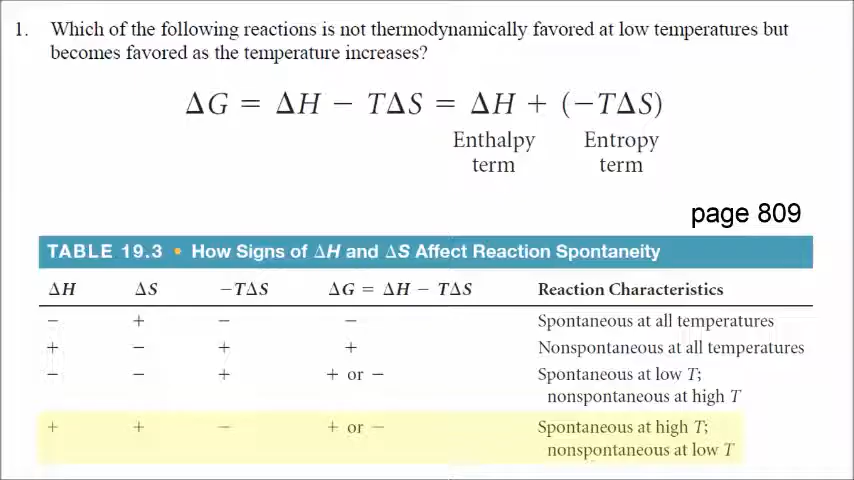 1. Which of the following reactions is not thermodynamically favored at low temperatures but
becomes favored as the temperature increases?
ΔG = ΔH − TΔS = ΔH + (−TΔS)
Enthalpy Entropy
term term
page 809
TABLE 19.3 • How Signs of ΔH and ΔS Affect Reaction Spontaneity
ΔH ΔS −TΔS ΔG = ΔH − TΔS Reaction Characteristics
− + − − Spontaneous at all temperatures
+ − + + Nonspontaneous at all temperatures
− − + + or − Spontaneous at low T;
nonspontaneous at high T
+ + − + or − Spontaneous at high T;
nonspontaneous at low T